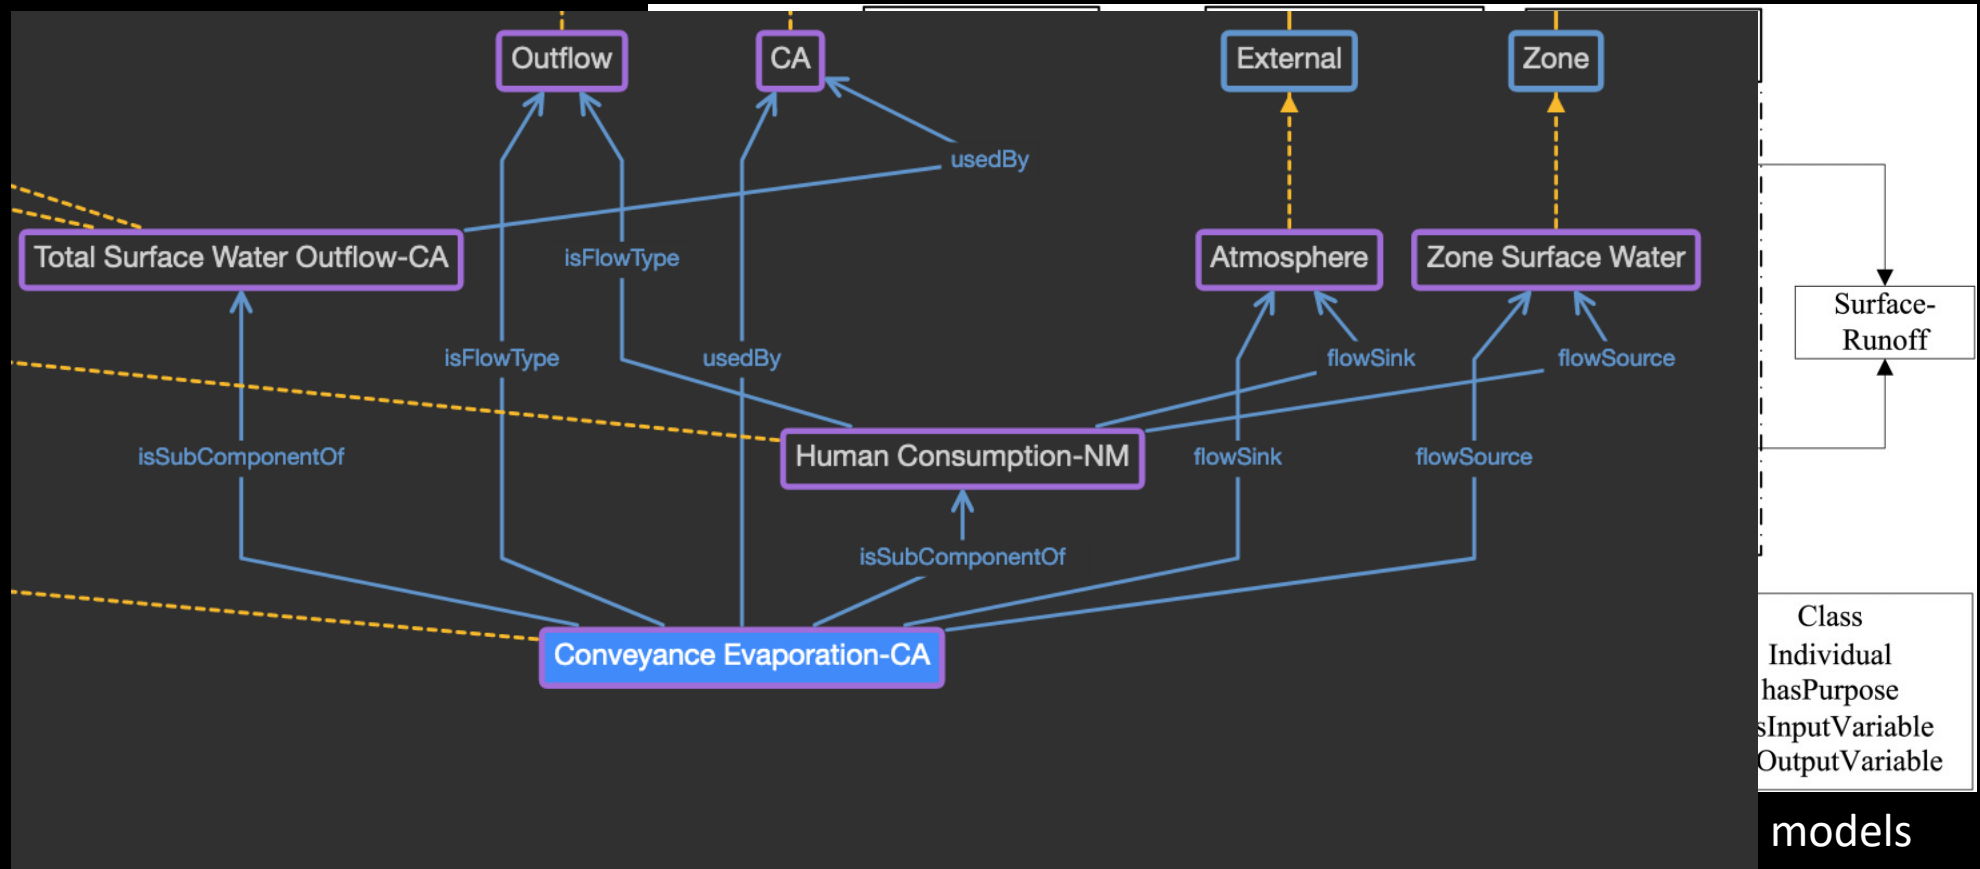 Outflow
CA
External
Zone
usedBy
Total Surface Water Outflow-CA
isFlowType
Atmosphere
Zone Surface Water
Surface-
Runoff
isFlowType
usedBy
flowSink
flowSource
isSubComponentOf
Human Consumption-NM
flowSink
flowSource
isSubComponentOf
Conveyance Evaporation-CA
Class
Individual
hasPurpose
sInputVariable
OutputVariable
models